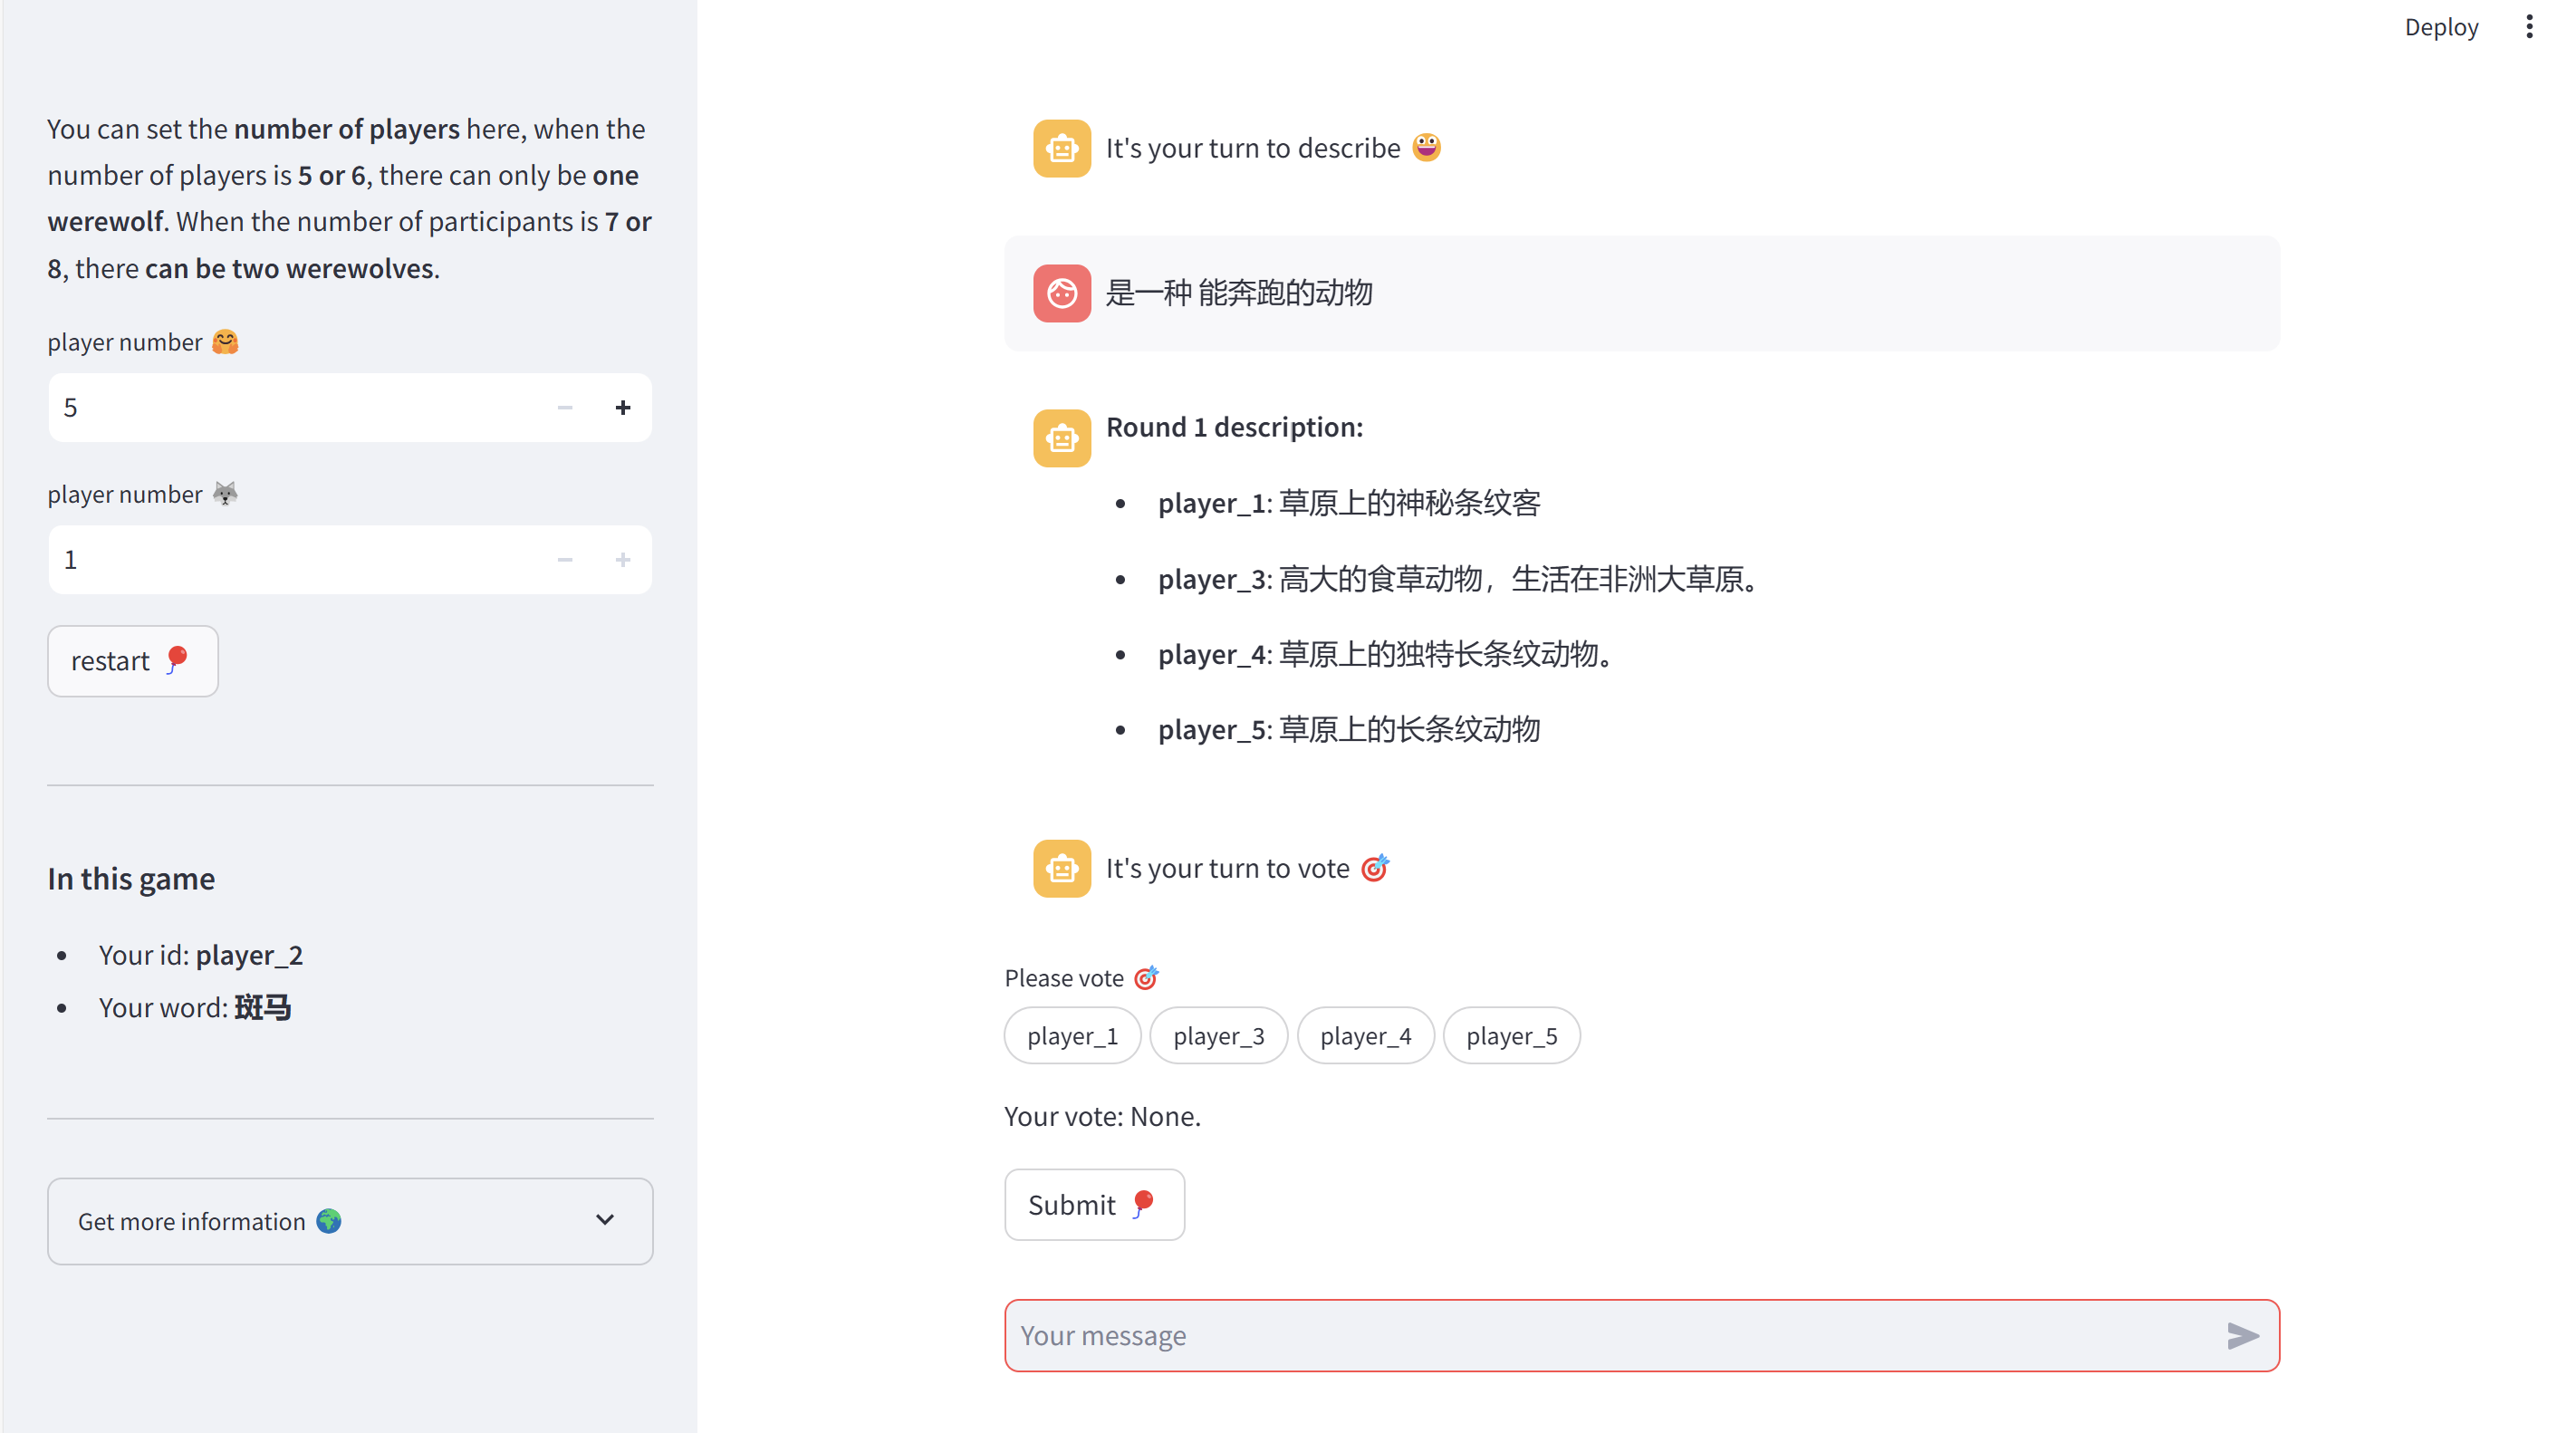 Deploy
You can set the number of players here, when the
number of players is 5 or 6, there can only be one
werewolf. When the number of participants is 7 or
8, there can be two werewolves.
player number 🤗
5
player number 🐺
1
restart 🎈
In this game
• Your id: player_2
• Your word: 斑马
Get more information 🌍
It's your turn to describe 😀
是一种 能奔跑的动物
Round 1 description:
• player_1: 草原上的神秘条纹客
• player_3: 高大的食草动物，生活在非洲大草原。
• player_4: 草原上的独特长条纹动物。
• player_5: 草原上的长条纹动物
It's your turn to vote 🎯
Please vote 🎯
player_1 player_3 player_4 player_5
Your vote: None.
Submit 🎈
Your message